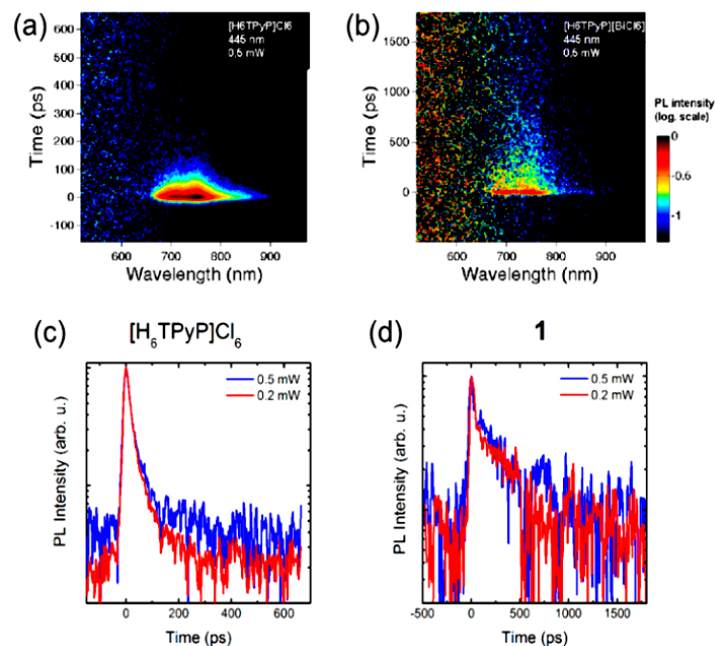 (a)
[H6TPyP]Cl6
445 nm
0,5 mW
Time (ps)
600
500
400
300
200
100
0
-100
600 700 800 900
Wavelength (nm)
(b)
[H6TPyP][BiCl6]
445 nm
0,5 mW
Time (ps)
1500
1000
500
0
600 700 800 900
Wavelength (nm)
PL intensity
(log. scale)
0
-0.6
-1
(c)
[H₆TPyP]Cl₆
0.5 mW
0.2 mW
PL Intensity (arb. u.)
0 200 400 600
Time (ps)
(d)
1
0.5 mW
0.2 mW
PL Intensity (arb. u.)
-500 0 500 1000 1500
Time (ps)